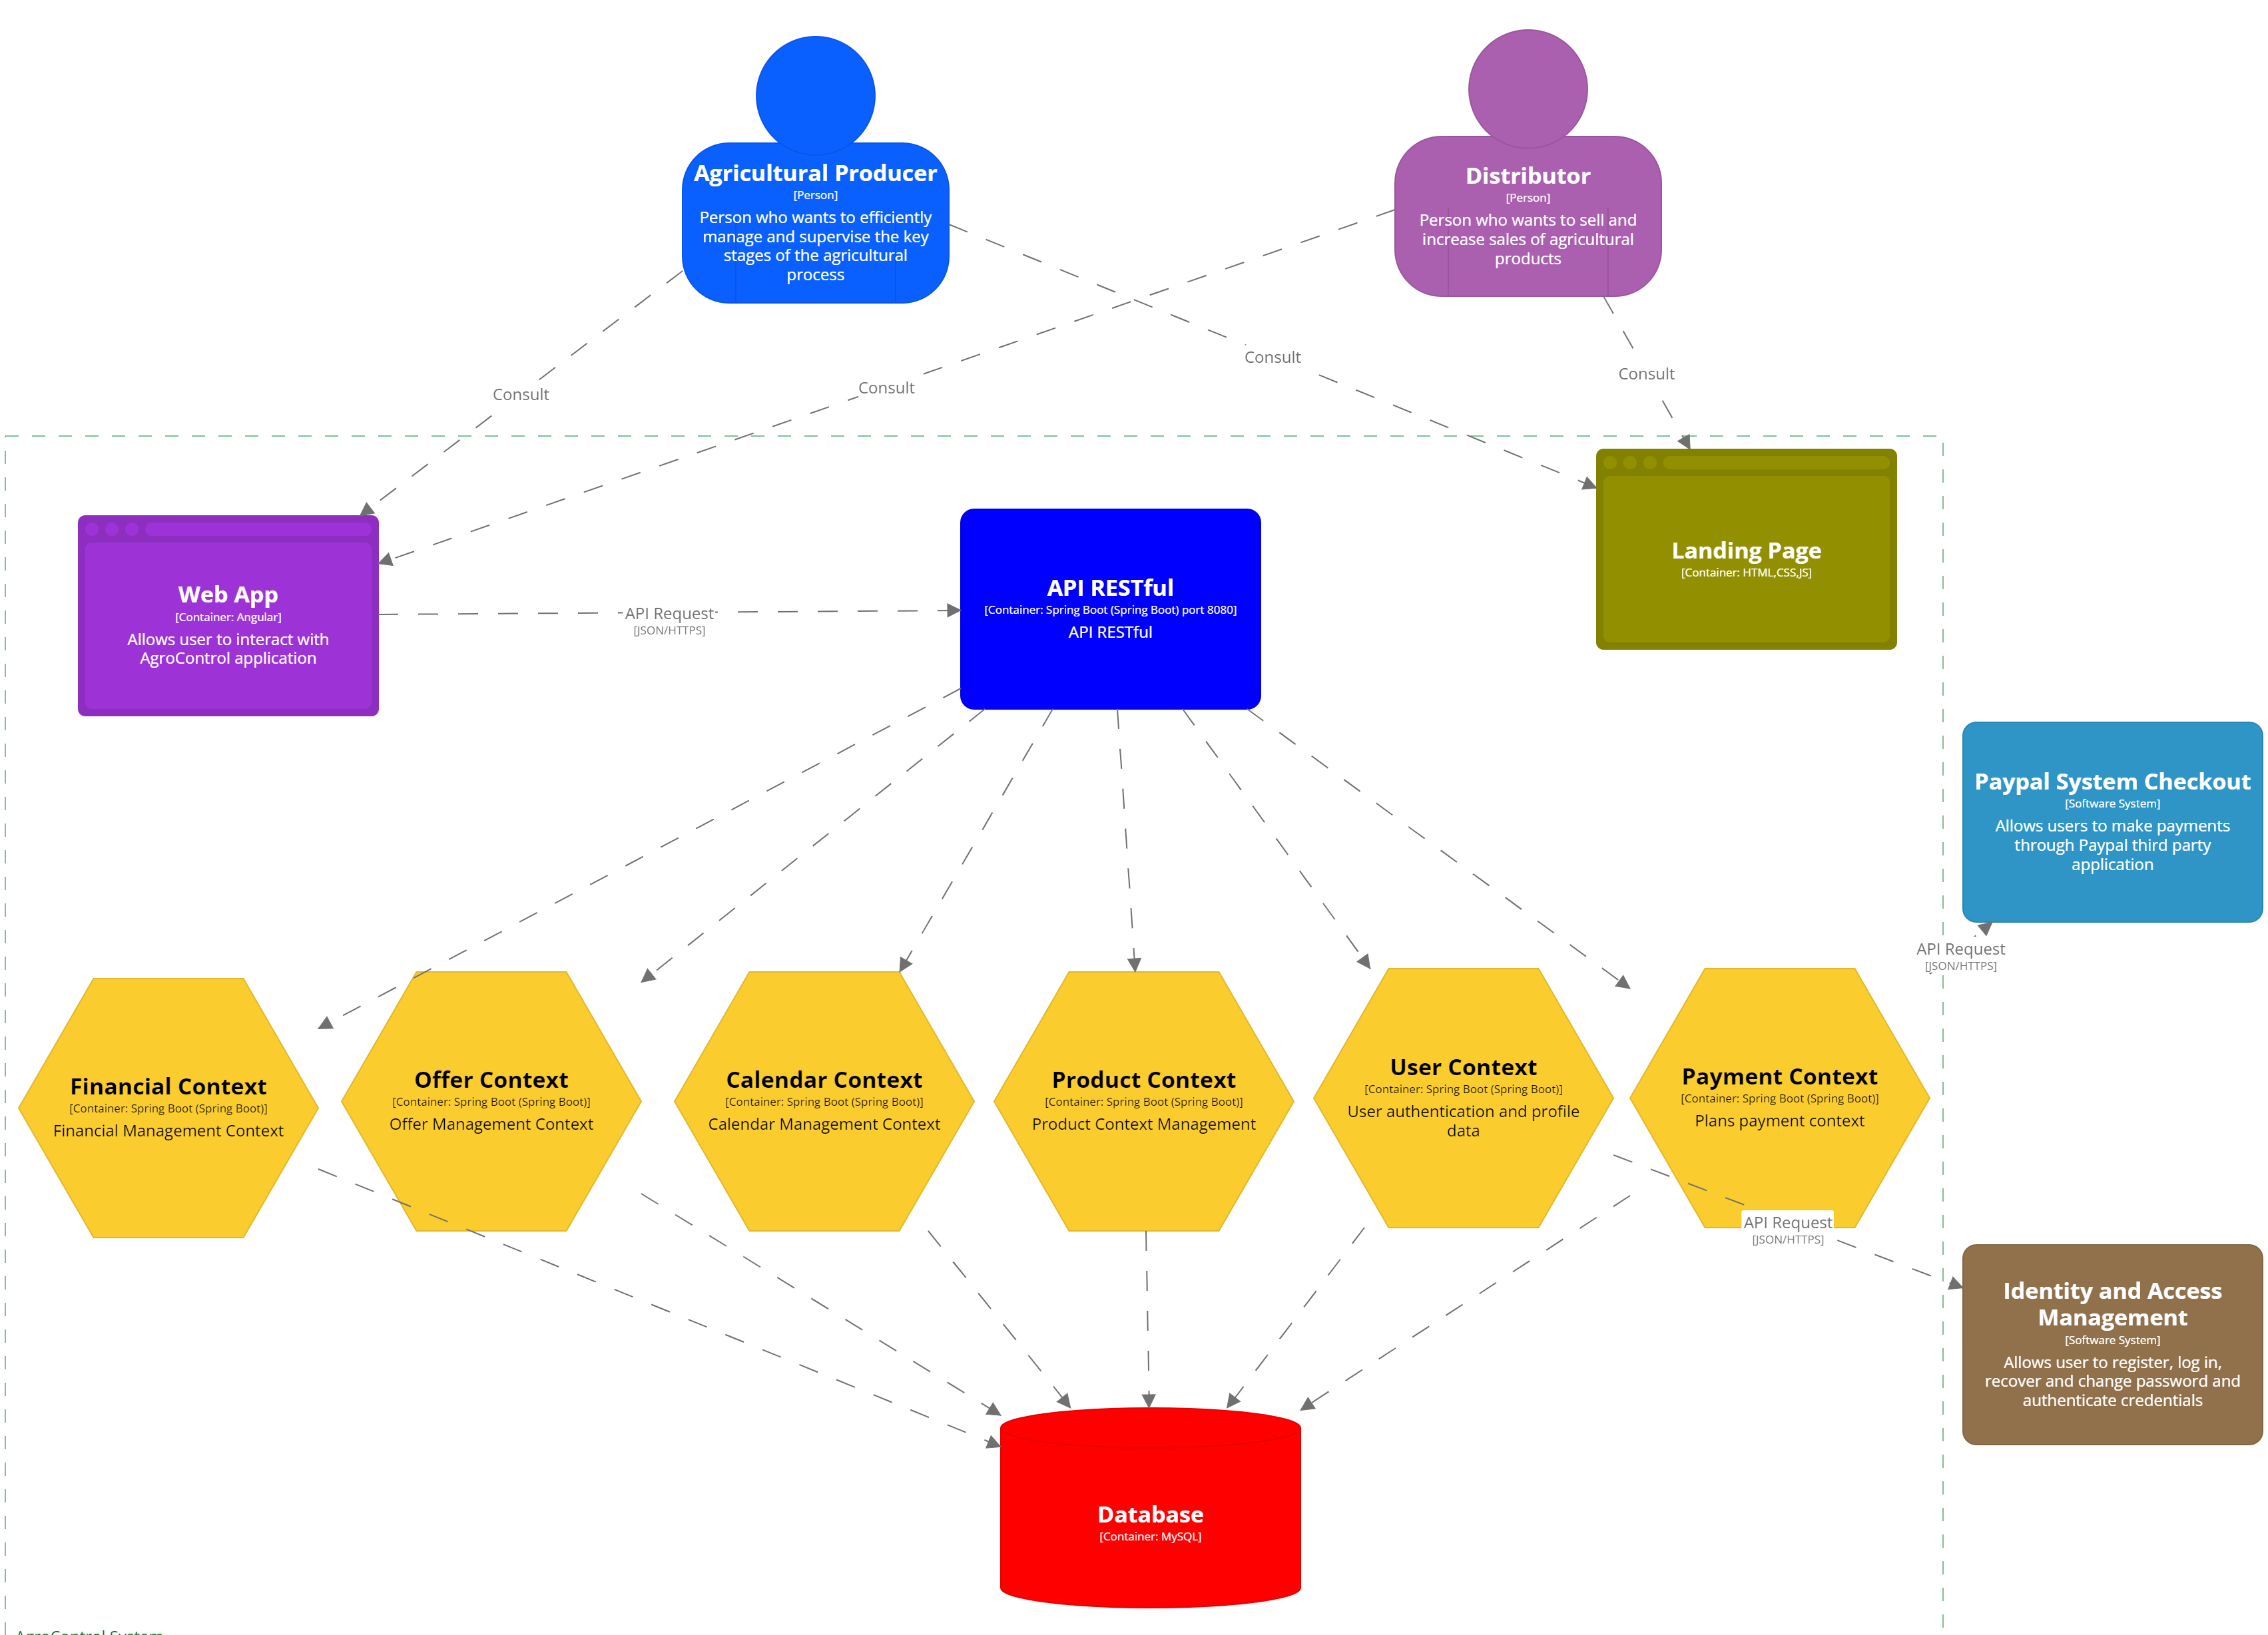 Agricultural Producer
[Person]
Person who wants to efficiently
manage and supervise the key
stages of the agricultural
process
Distributor
[Person]
Person who wants to sell and
increase sales of agricultural
products
Consult
Consult
Consult
Consult
Web App
[Container: Angular]
Allows user to interact with
AgroControl application
API Request
[JSON/HTTPS]
API RESTful
[Container: Spring Boot (Spring Boot) port 8080]
API RESTful
Landing Page
[Container: HTML,CSS,JS]
Paypal System Checkout
[Software System]
Allows users to make payments
through Paypal third party
application
API Request
[JSON/HTTPS]
Financial Context
[Container: Spring Boot (Spring Boot)]
Financial Management Context
Offer Context
[Container: Spring Boot (Spring Boot)]
Offer Management Context
Calendar Context
[Container: Spring Boot (Spring Boot)]
Calendar Management Context
Product Context
[Container: Spring Boot (Spring Boot)]
Product Context Management
User Context
[Container: Spring Boot (Spring Boot)]
User authentication and profile
data
Payment Context
[Container: Spring Boot (Spring Boot)]
Plans payment context
API Request
[JSON/HTTPS]
Identity and Access
Management
[Software System]
Allows user to register, log in,
recover and change password and
authenticate credentials
Database
[Container: MySQL]
AgroControl System